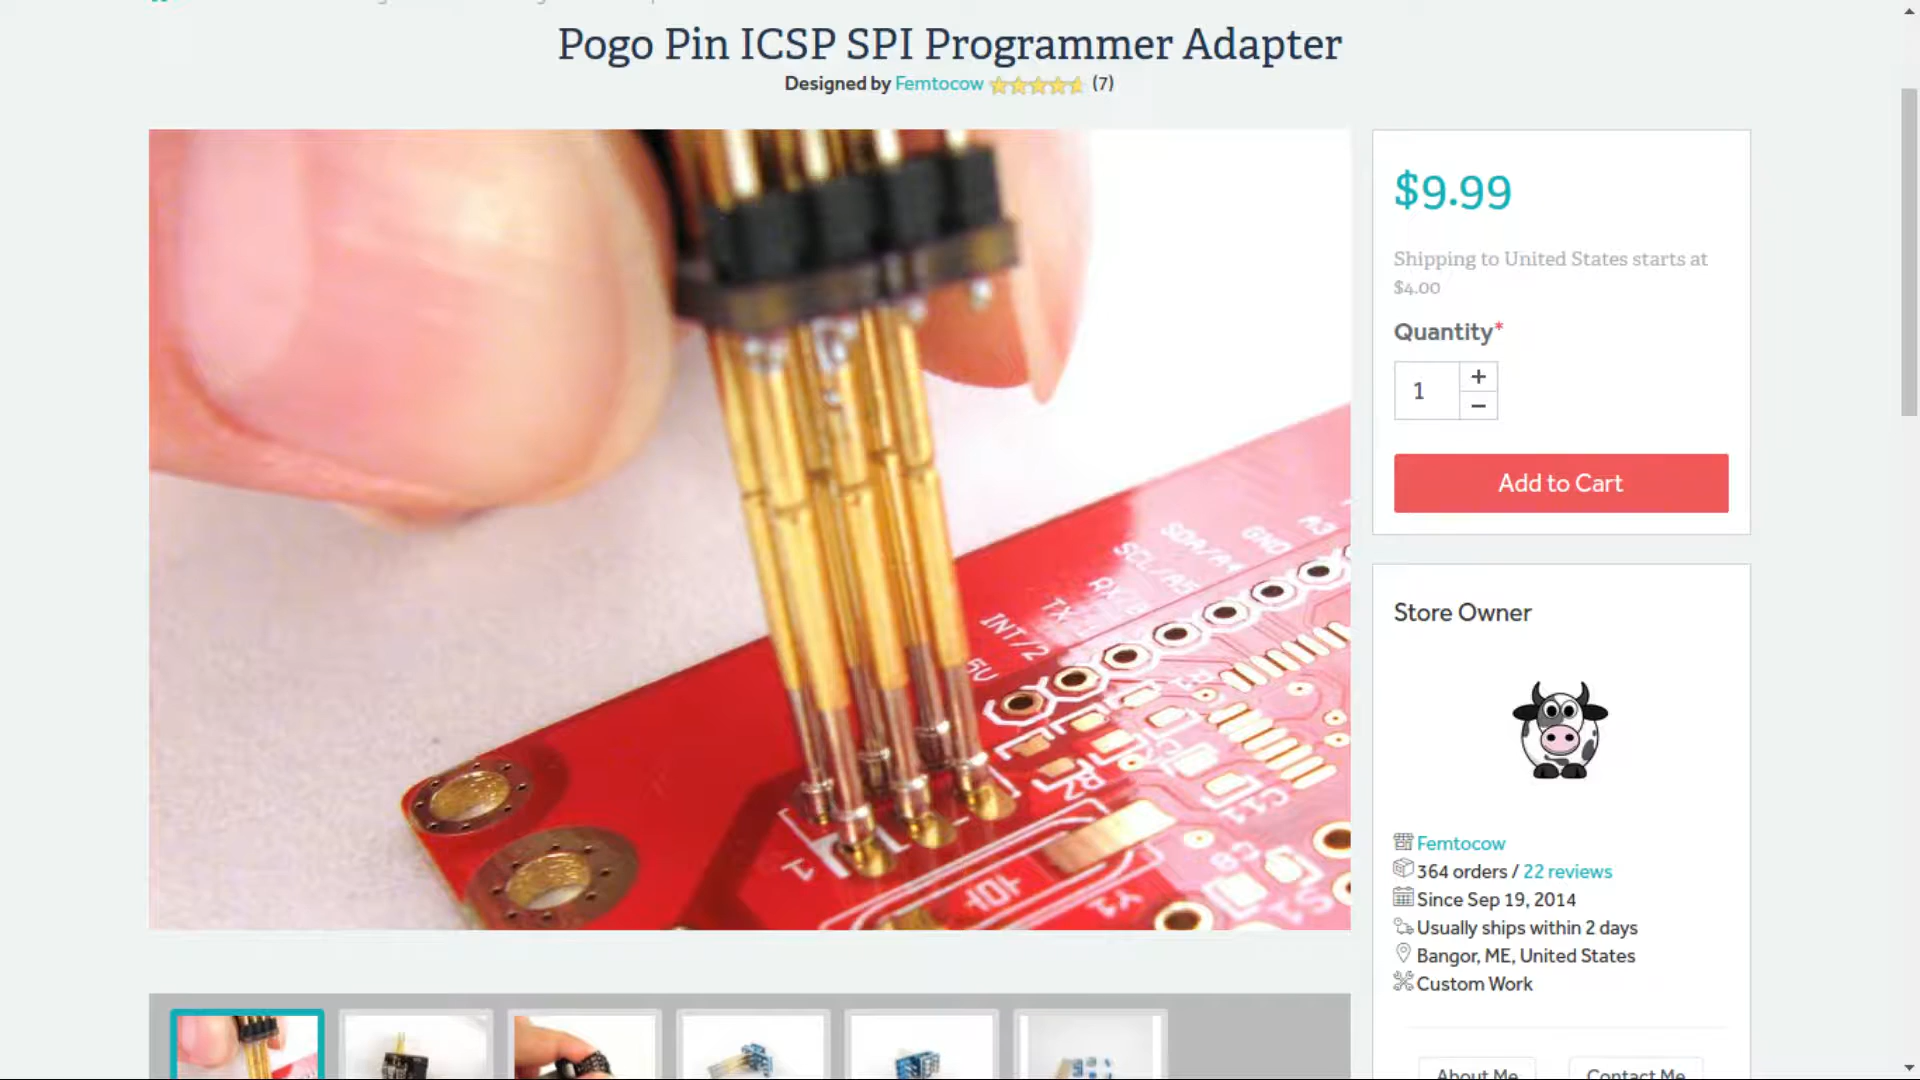 Pogo Pin ICSP SPI Programmer Adapter
Designed by Femtocow (7)
$9.99
Shipping to United States starts at
$4.00
Quantity*
1
+
−
Add to Cart
A3
GND
SDA/A4
SCL/A5
TX
INT/2
5V
1
Y1
Store Owner
Femtocow
364 orders / 22 reviews
Since Sep 19, 2014
Usually ships within 2 days
Bangor, ME, United States
Custom Work
About Me
Contact Me